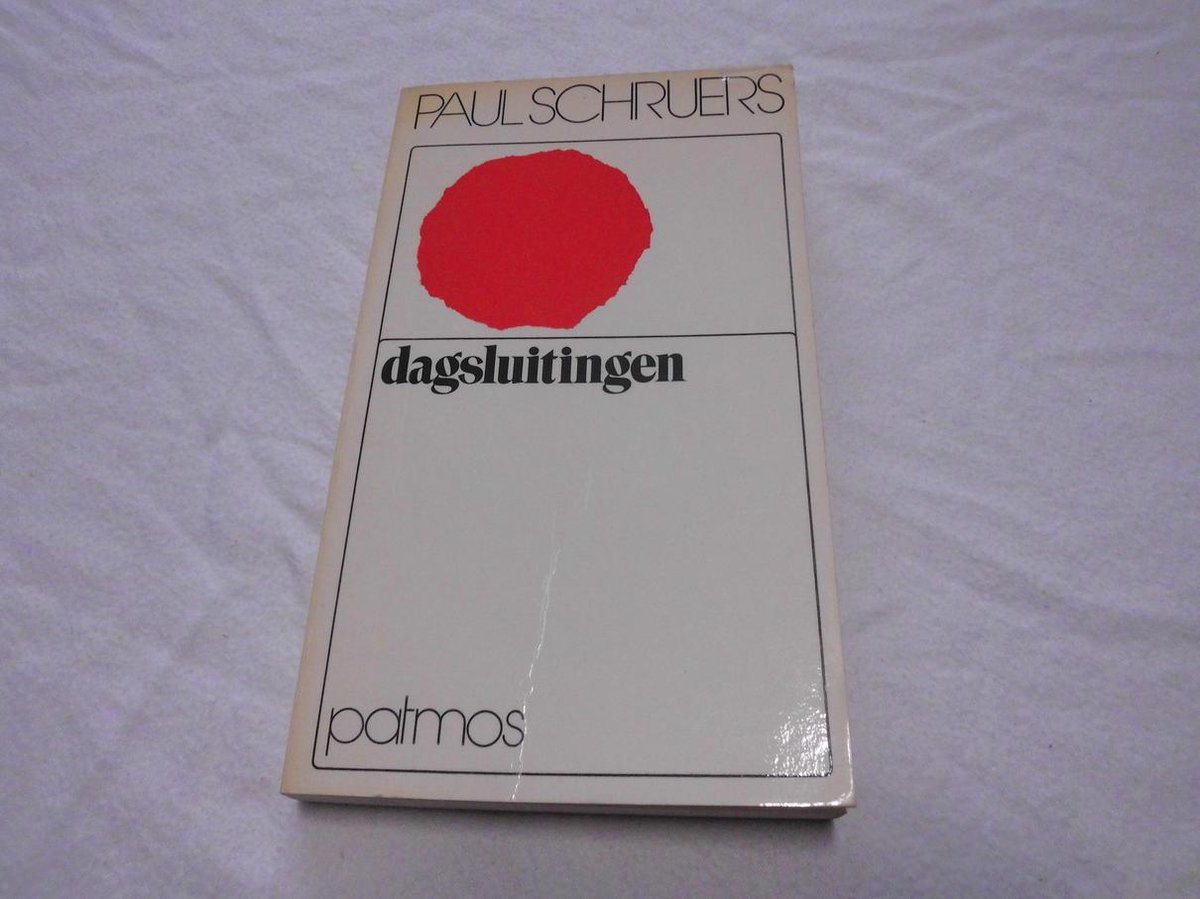 PAUL SCHRUERS
dagsluitingen
patmos